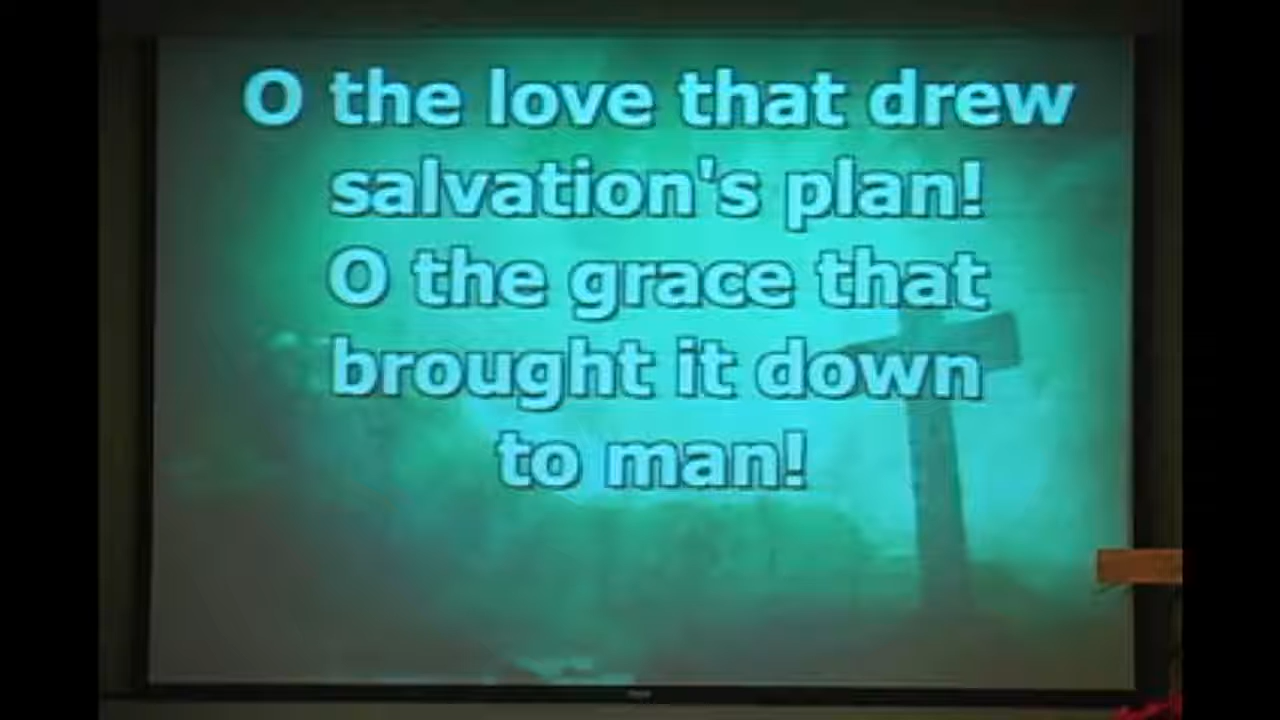 O the love that drew
salvation's plan!
O the grace that
brought it down
to man!